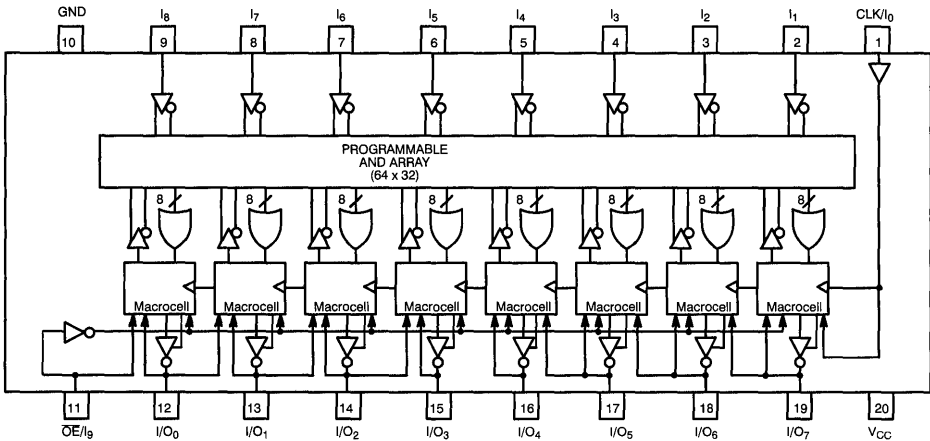 GND I₈ I₇ I₆ I₅ I₄ I₃ I₂ I₁ CLK/I₀
10 9 8 7 6 5 4 3 2 1
PROGRAMMABLE
AND ARRAY
(64 x 32)
8 8 8 8 8 8 8 8
Macrocell Macrocell Macrocell Macrocell Macrocell Macrocell Macrocell Macrocell
11 12 13 14 15 16 17 18 19 20
O̅E̅/I₉ I/O₀ I/O₁ I/O₂ I/O₃ I/O₄ I/O₅ I/O₆ I/O₇ V_CC